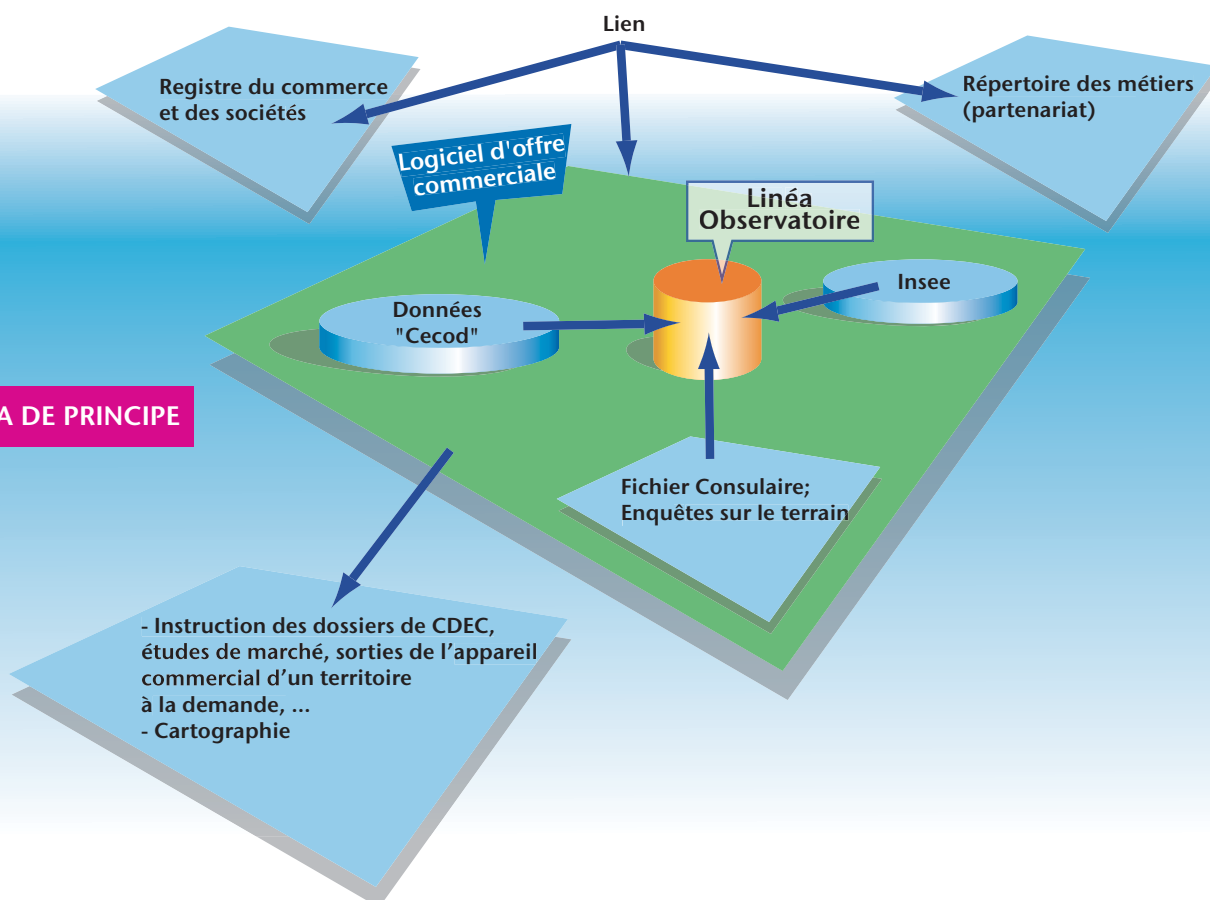 Lien
Registre du commerce
et des sociétés
Répertoire des métiers
(partenariat)
Logiciel d'offre
commerciale
Linéa
Observatoire
Insee
Données
"Cecod"
A DE PRINCIPE
Fichier Consulaire;
Enquêtes sur le terrain
- Instruction des dossiers de CDEC,
études de marché, sorties de l’appareil
commercial d’un territoire
à la demande, ...
- Cartographie